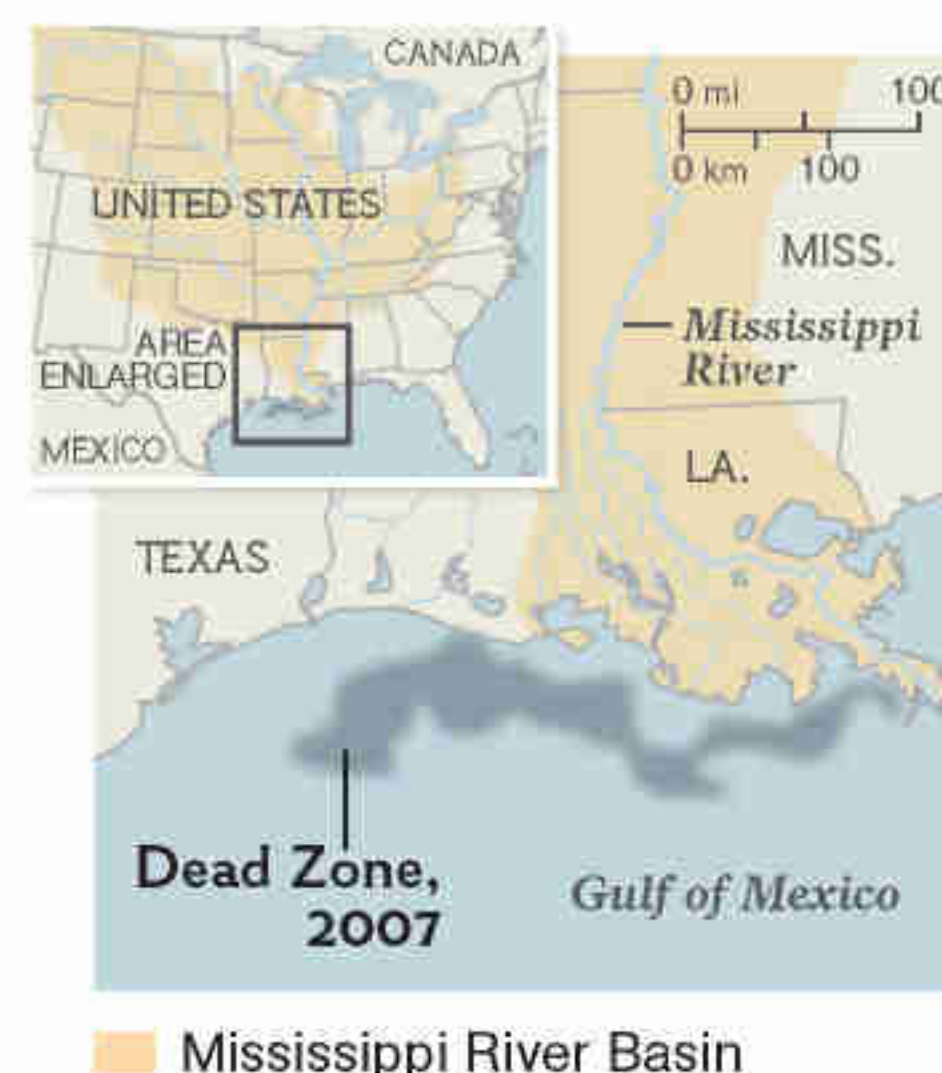 CANADA
UNITED STATES
AREA
ENLARGED
MEXICO
0 mi 100
0 km 100
MISS.
Mississippi
River
LA.
TEXAS
Dead Zone,
2007
Gulf of Mexico
Mississippi River Basin